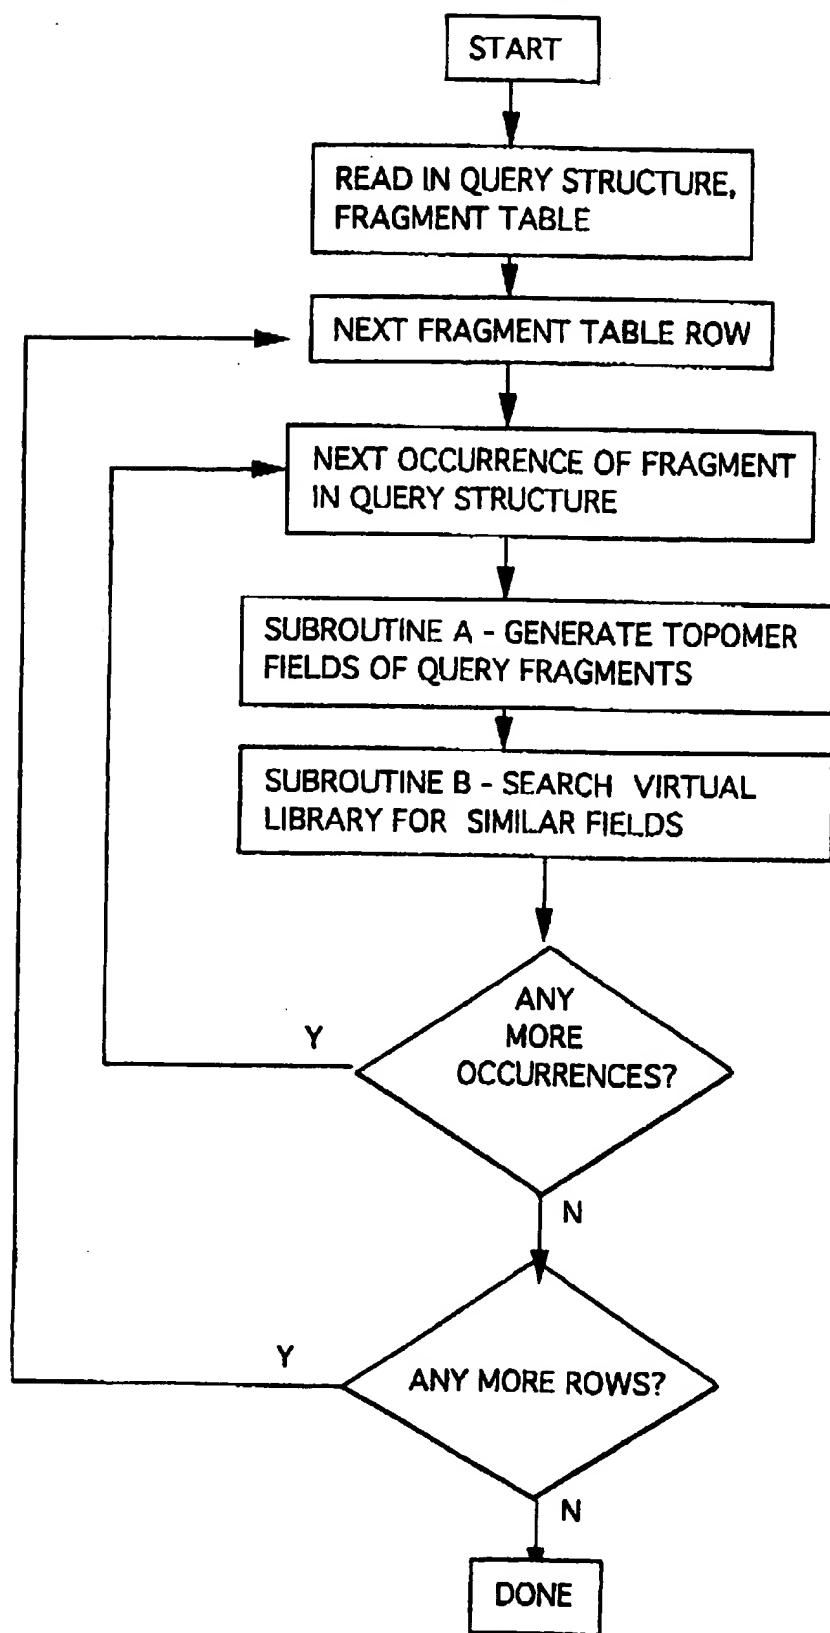 START
READ IN QUERY STRUCTURE,
FRAGMENT TABLE
NEXT FRAGMENT TABLE ROW
NEXT OCCURRENCE OF FRAGMENT
IN QUERY STRUCTURE
SUBROUTINE A - GENERATE TOPOMER
FIELDS OF QUERY FRAGMENTS
SUBROUTINE B - SEARCH VIRTUAL
LIBRARY FOR SIMILAR FIELDS
ANY
MORE
OCCURRENCES?
Y
N
ANY MORE ROWS?
Y
N
DONE